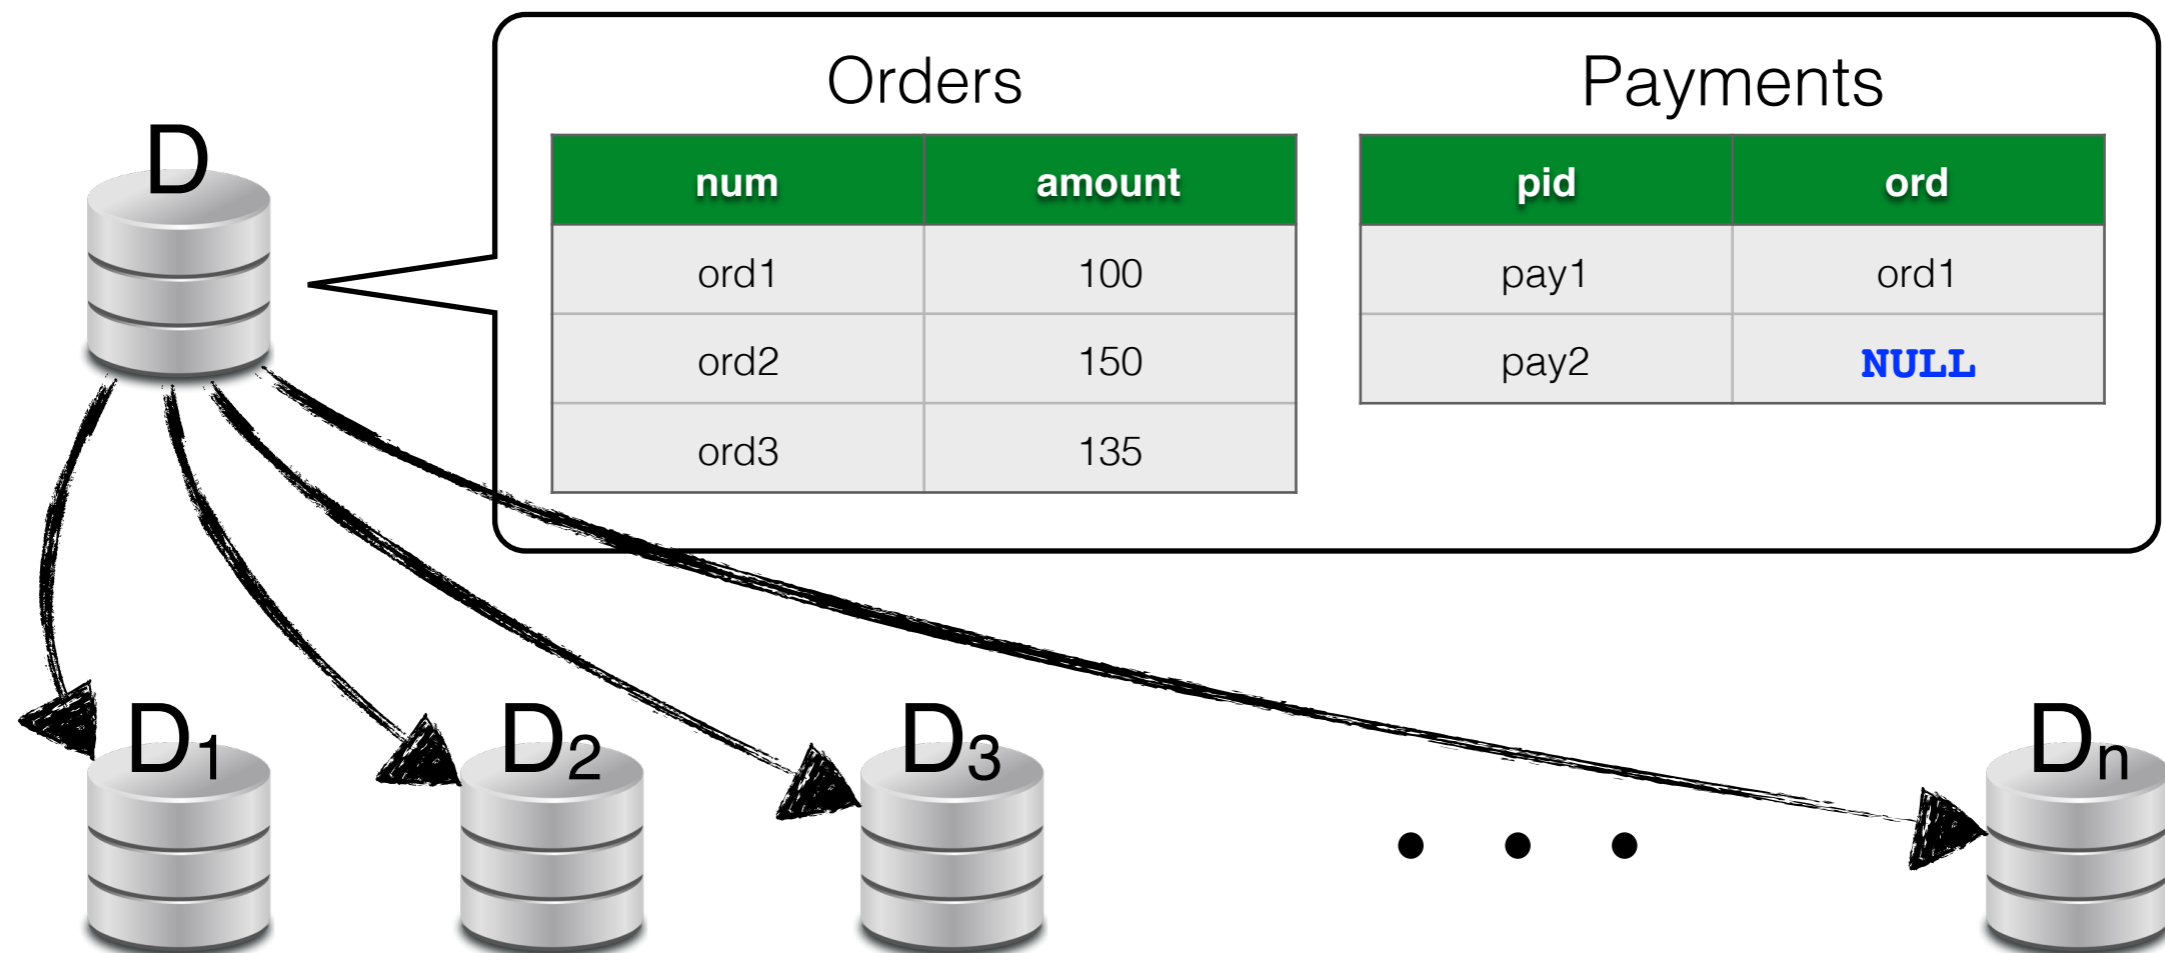 D
Orders
num amount
ord1 100
ord2 150
ord3 135
Payments
pid ord
pay1 ord1
pay2 NULL
D1
D2
D3
• • •
Dn